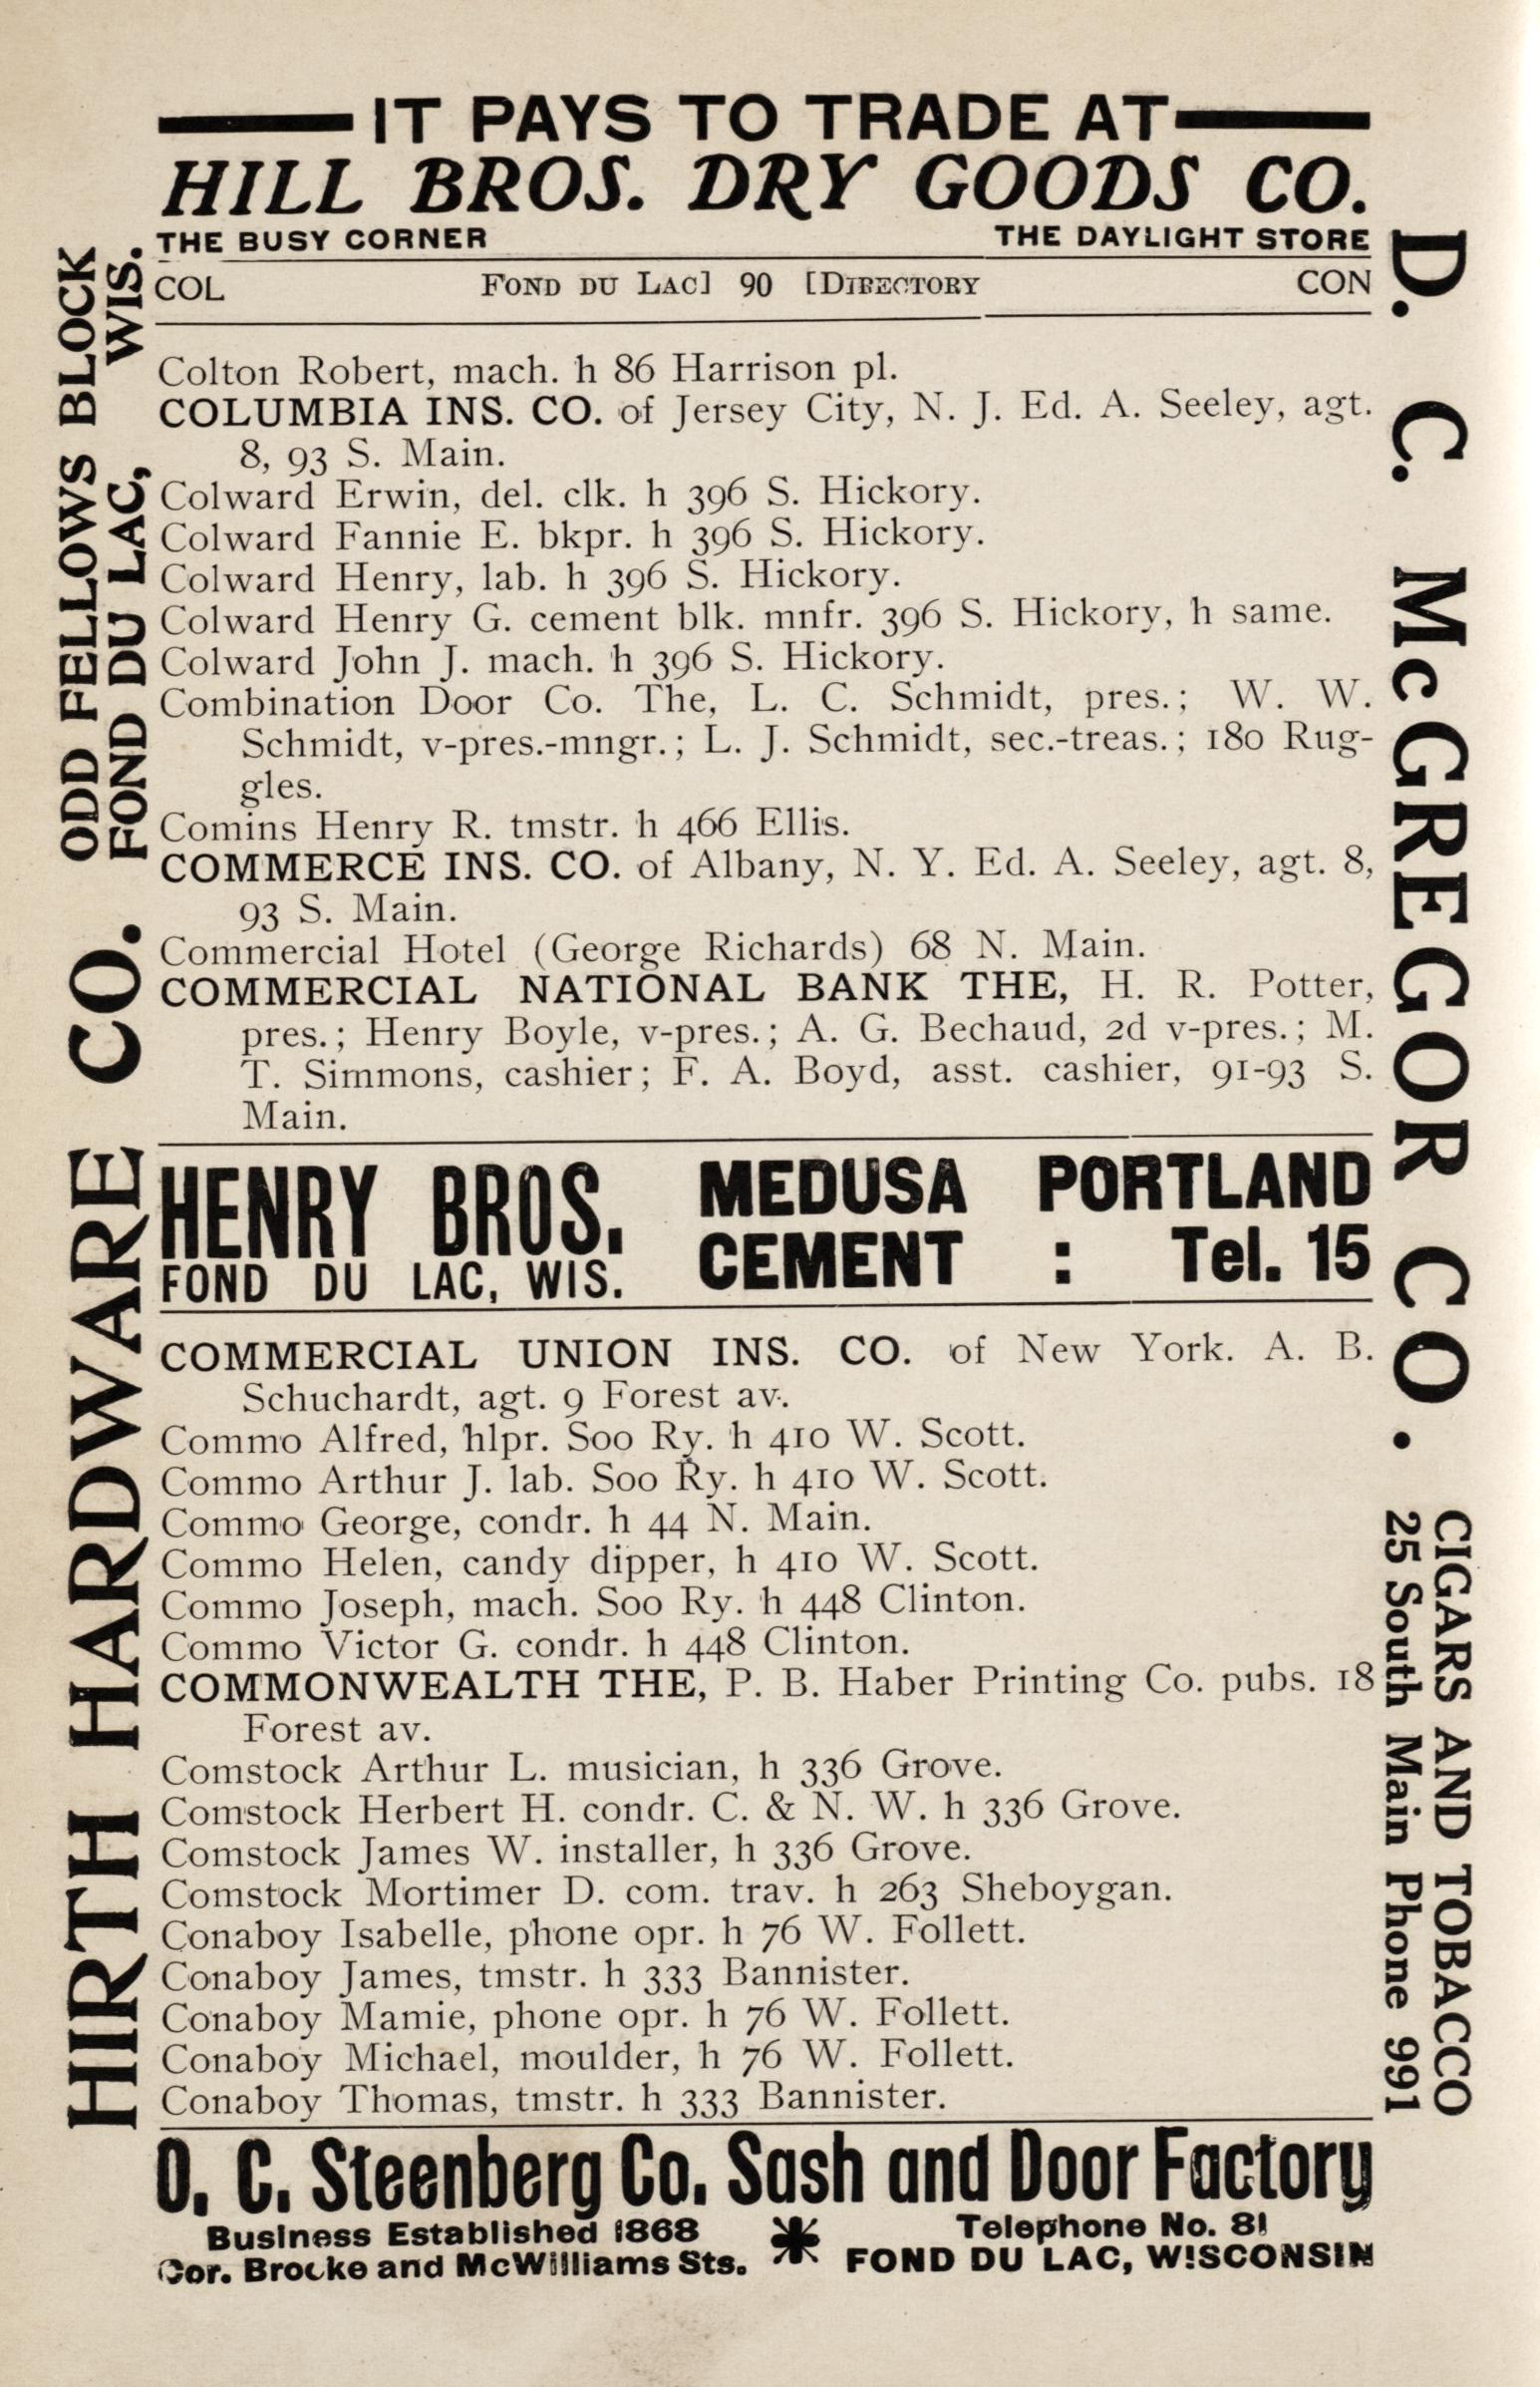 IT PAYS TO TRADE AT
HILL BROS. DRY GOODS CO.
THE BUSY CORNER THE DAYLIGHT STORE
COL FOND DU LAC] 90 [DIRECTORY CON
Colton Robert, mach. h 86 Harrison pl.
COLUMBIA INS. CO. of Jersey City, N. J. Ed. A. Seeley, agt.
8, 93 S. Main.
Colward Erwin, del. clk. h 396 S. Hickory.
Colward Fannie E. bkpr. h 396 S. Hickory.
Colward Henry, lab. h 396 S. Hickory.
Colward Henry G. cement blk. mnfr. 396 S. Hickory, h same.
Colward John J. mach. h 396 S. Hickory.
Combination Door Co. The, L. C. Schmidt, pres.; W. W.
Schmidt, v-pres.-mngr.; L. J. Schmidt, sec.-treas.; 180 Rug-
gles.
Comins Henry R. tmstr. h 466 Ellis.
COMMERCE INS. CO. of Albany, N. Y. Ed. A. Seeley, agt. 8,
93 S. Main.
Commercial Hotel (George Richards) 68 N. Main.
COMMERCIAL NATIONAL BANK THE, H. R. Potter,
pres.; Henry Boyle, v-pres.; A. G. Bechaud, 2d v-pres.; M.
T. Simmons, cashier; F. A. Boyd, asst. cashier, 91-93 S.
Main.
HENRY BROS. MEDUSA PORTLAND
FOND DU LAC, WIS. CEMENT : Tel. 15
COMMERCIAL UNION INS. CO. of New York. A. B.
Schuchardt, agt. 9 Forest av.
Commo Alfred, hlpr. Soo Ry. h 410 W. Scott.
Commo Arthur J. lab. Soo Ry. h 410 W. Scott.
Commo George, condr. h 44 N. Main.
Commo Helen, candy dipper, h 410 W. Scott.
Commo Joseph, mach. Soo Ry. h 448 Clinton.
Commo Victor G. condr. h 448 Clinton.
COMMONWEALTH THE, P. B. Haber Printing Co. pubs. 18
Forest av.
Comstock Arthur L. musician, h 336 Grove.
Comstock Herbert H. condr. C. & N. W. h 336 Grove.
Comstock James W. installer, h 336 Grove.
Comstock Mortimer D. com. trav. h 263 Sheboygan.
Conaboy Isabelle, phone opr. h 76 W. Follett.
Conaboy James, tmstr. h 333 Bannister.
Conaboy Mamie, phone opr. h 76 W. Follett.
Conaboy Michael, moulder, h 76 W. Follett.
Conaboy Thomas, tmstr. h 333 Bannister.
O. C. Steenberg Co. Sash and Door Factory
Business Established 1868 Telephone No. 81
Cor. Brocke and McWilliams Sts. FOND DU LAC, WISCONSIN
HIRTH HARDWARE CO.
ODD FELLOWS BLOCK
FOND DU LAC, WIS.
D. C. McGREGOR CO.
CIGARS AND TOBACCO
25 South Main Phone 991